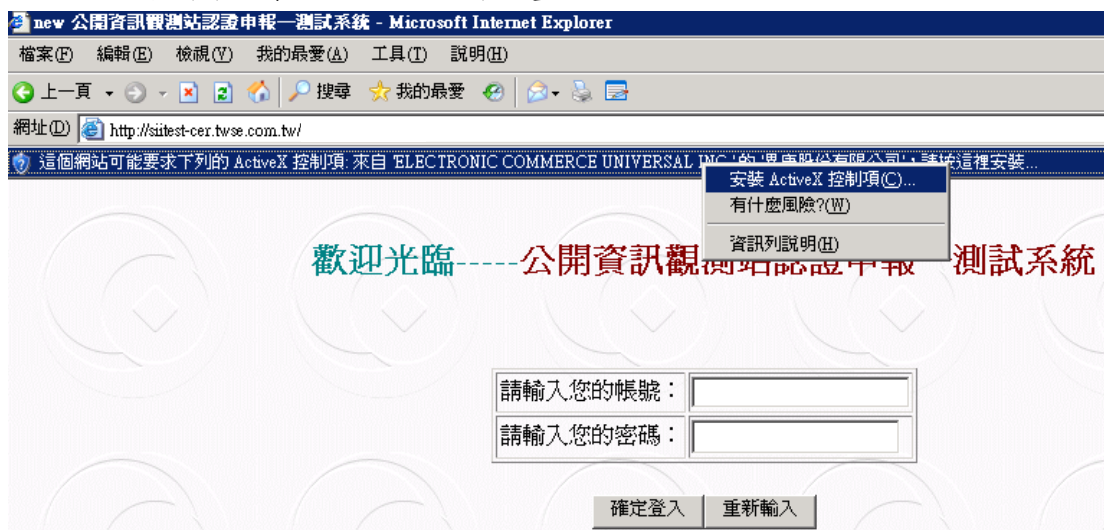 new 公開資訊觀測站認證申報—測試系統 - Microsoft Internet Explorer
檔案(F) 編輯(E) 檢視(V) 我的最愛(A) 工具(T) 說明(H)
上一頁 搜尋 我的最愛
網址(D) http://siitest-cer.twse.com.tw/
這個網站可能要求下列的 ActiveX 控制項: 來自 'ELECTRONIC COMMERCE UNIVERSAL INC.' 的 股份有限公司', 請按這裡安裝...
安裝 ActiveX 控制項(C)...
有什麼風險?(W)
資訊列說明(H)
歡迎光臨-----公開資訊觀測站認證申報 測試系統
請輸入您的帳號：
請輸入您的密碼：
確定登入 重新輸入